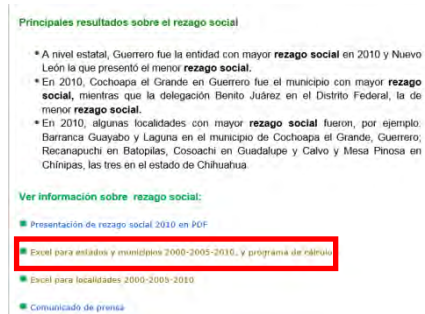 Principales resultados sobre el rezago social
A nivel estatal, Guerrero fue la entidad con mayor rezago social en 2010 y Nuevo
León la que presentó el menor rezago social.
En 2010, Cochoapa el Grande en Guerrero fue el municipio con mayor rezago
social, mientras que la delegación Benito Juárez en el Distrito Federal, la de
menor rezago social.
En 2010, algunas localidades con mayor rezago social fueron, por ejemplo:
Barranca Guayabo y Laguna en el municipio de Cochoapa el Grande, Guerrero;
Recanapuchi en Batopilas, Cosoachi en Guadalupe y Calvo y Mesa Pinosa en
Chínipas, las tres en el estado de Chihuahua.
Ver información sobre rezago social:
Presentación de rezago social 2010 en PDF
Excel para estados y municipios 2000-2005-2010, y programa de cálculo
Excel para localidades 2000-2005-2010
Comunicado de prensa